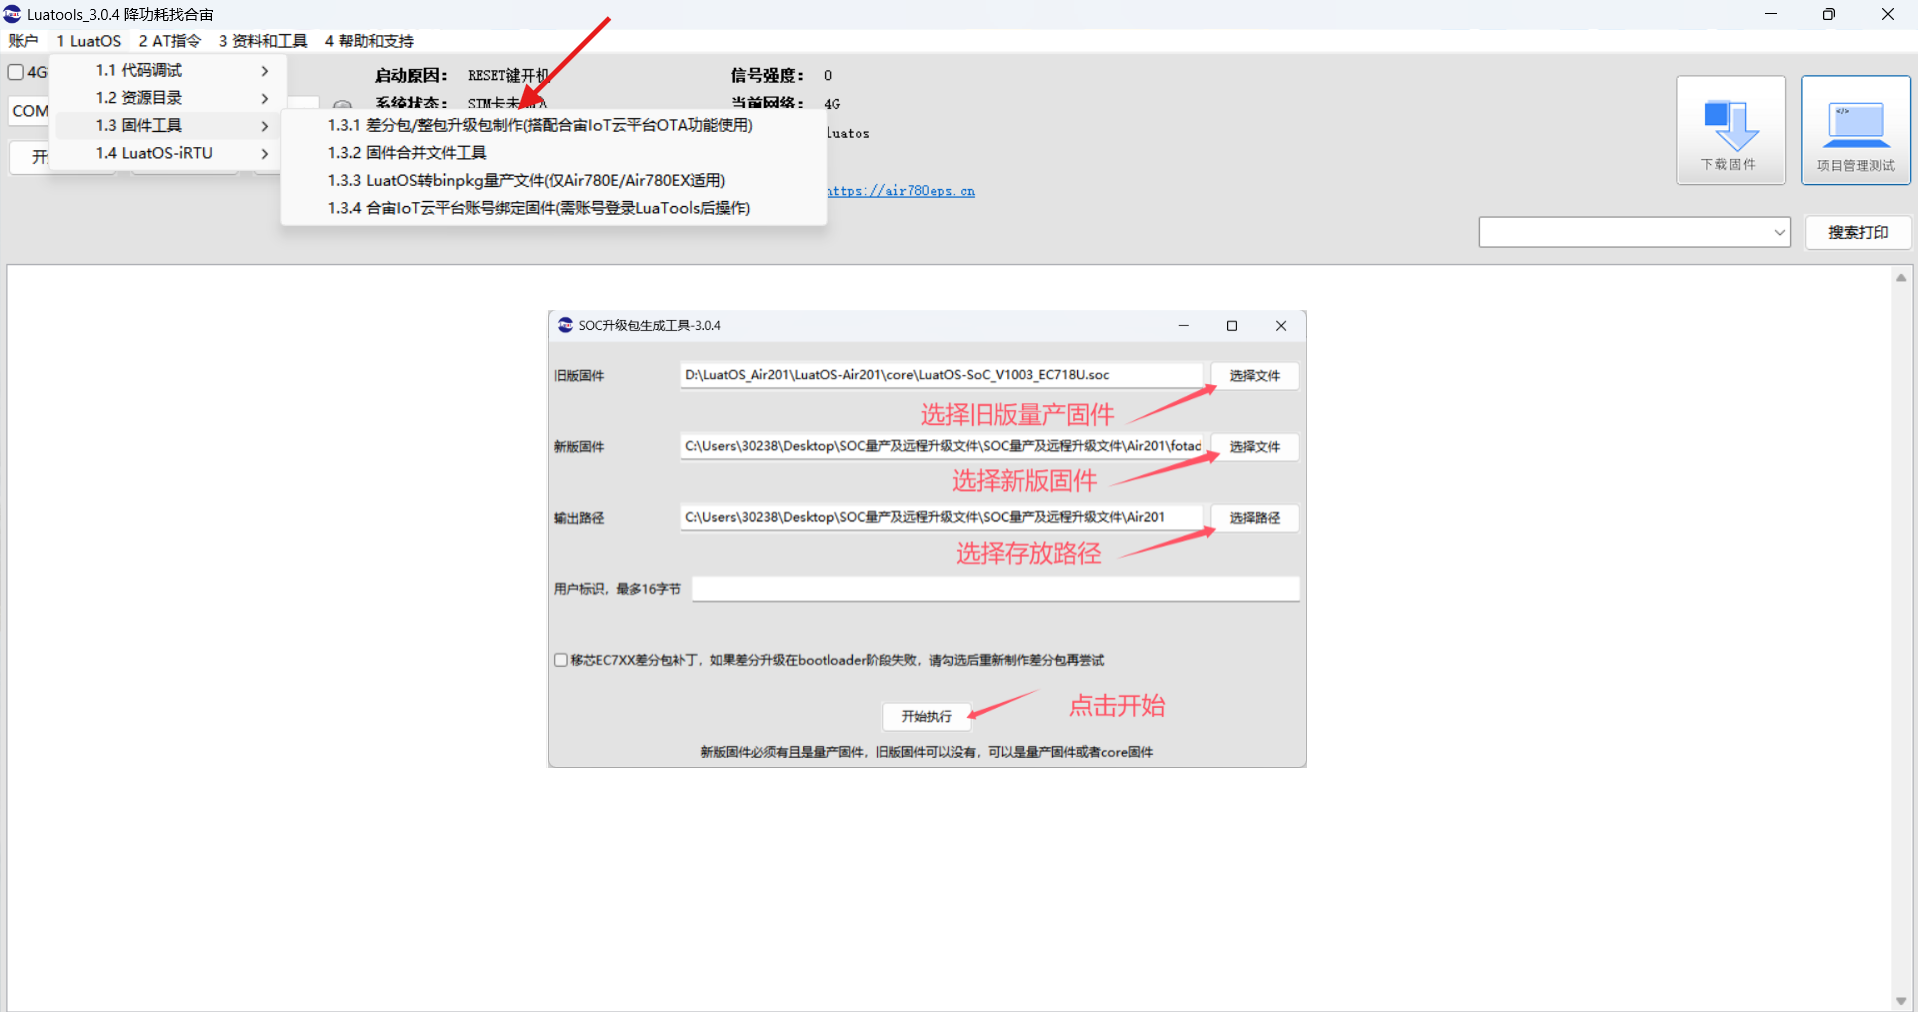 Luatools_3.0.4 降功耗找合宙
账户 1 LuatOS 2 AT指令 3 资料和工具 4 帮助和支持
4G
1.1 代码调试
1.2 资源目录
1.3 固件工具
1.4 LuatOS-iRTU
COM
开
启动原因： RESET键开机
信号强度： 0
系统状态： SIM卡未
当前网络： 4G
1.3.1 差分包/整包升级包制作(搭配合宙IoT云平台OTA功能使用)
1.3.2 固件合并文件工具
1.3.3 LuatOS转binpkg量产文件(仅Air780E/Air780EX适用)
1.3.4 合宙IoT云平台账号绑定固件(需账号登录LuaTools后操作)
luatos
https://air780eps.cn
下载固件
项目管理测试
搜索打印
SOC升级包生成工具-3.0.4
旧版固件 D:\LuatOS_Air201\LuatOS-Air201\core\LuatOS-SoC_V1003_EC718U.soc 选择文件
选择旧版量产固件
新版固件 C:\Users\30238\Desktop\SOC量产及远程升级文件\SOC量产及远程升级文件\Air201\fotad 选择文件
选择新版固件
输出路径 C:\Users\30238\Desktop\SOC量产及远程升级文件\SOC量产及远程升级文件\Air201 选择路径
选择存放路径
用户标识，最多16字节
移芯EC7XX差分包补丁，如果差分升级在bootloader阶段失败，请勾选后重新制作差分包再尝试
点击开始
开始执行
新版固件必须有且是量产固件，旧版固件可以没有，可以是量产固件或者core固件